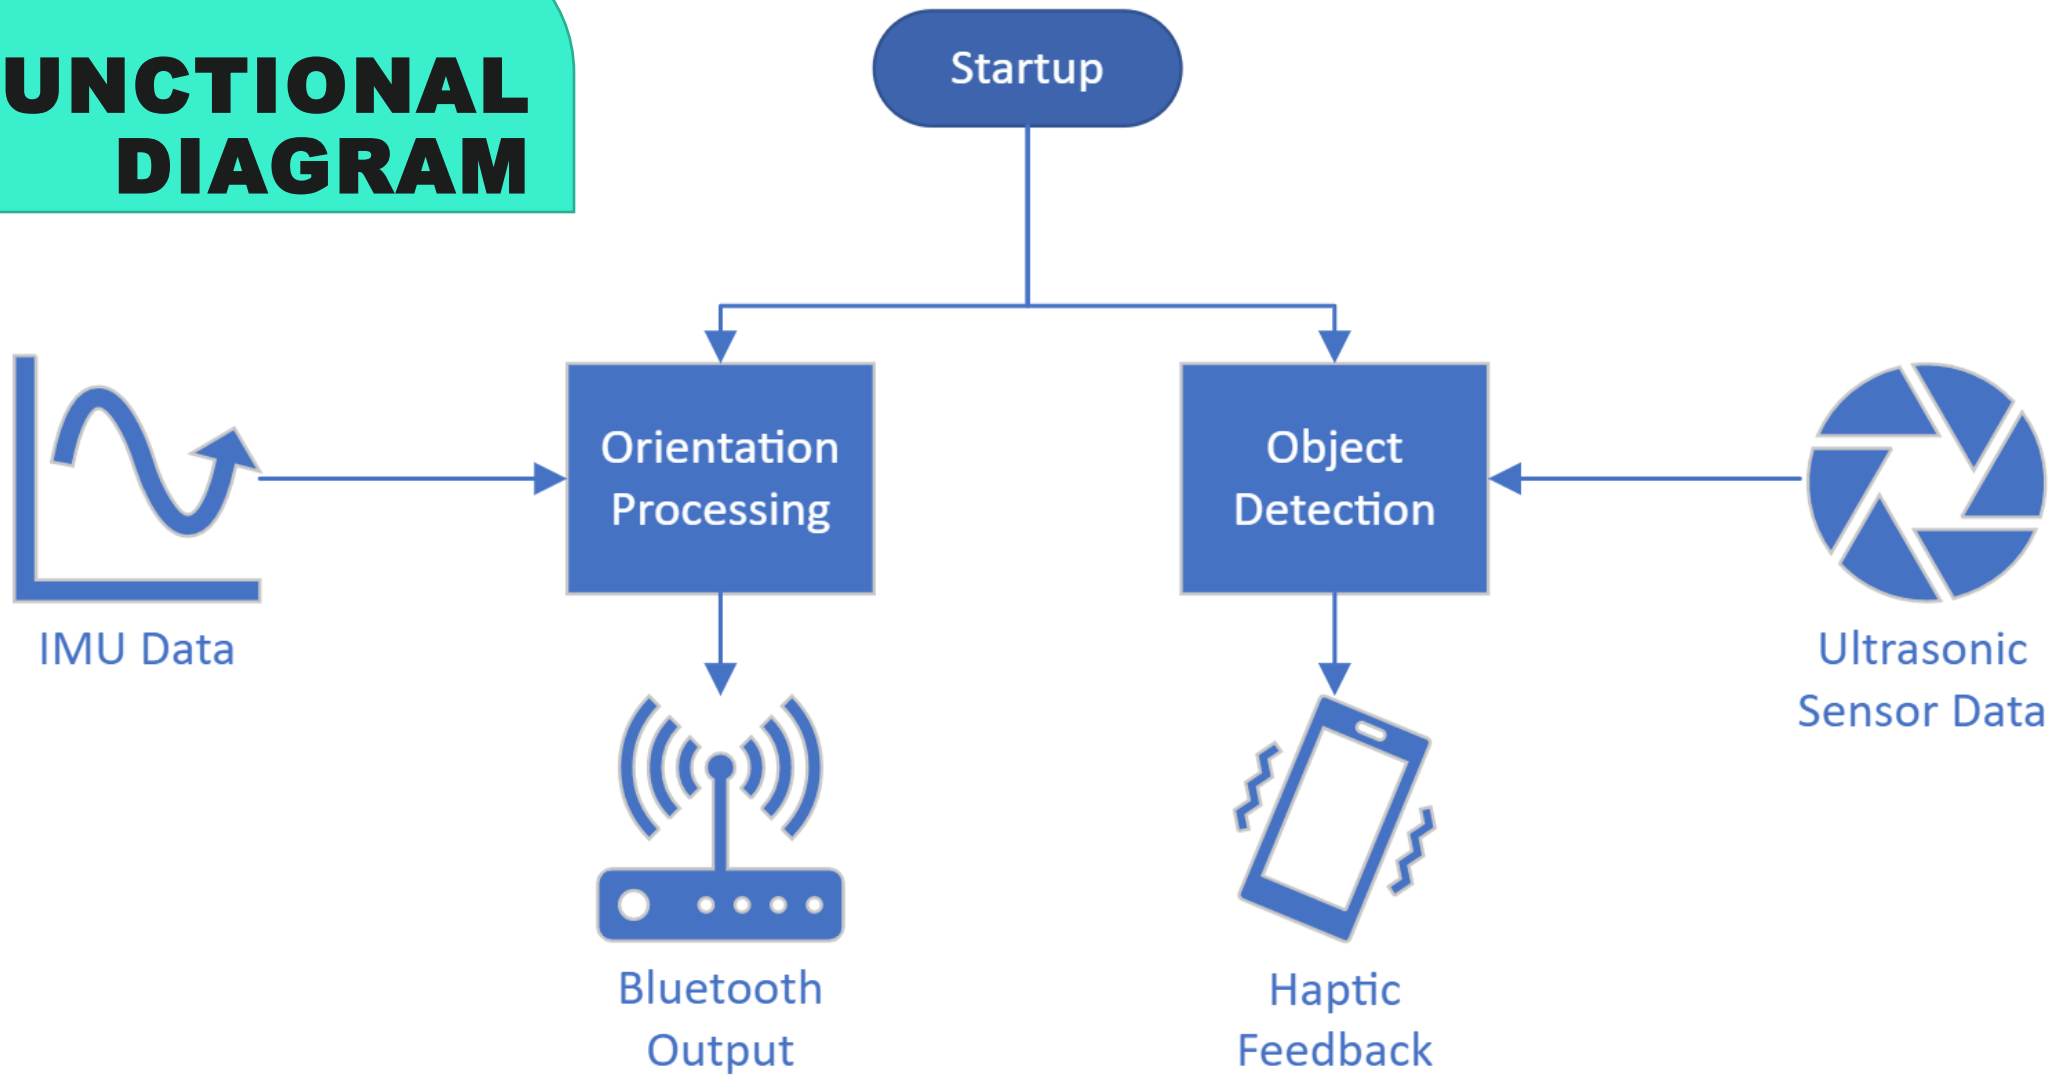 UNCTIONAL
DIAGRAM
Startup
Orientation
Processing
Object
Detection
IMU Data
Ultrasonic
Sensor Data
Bluetooth
Output
Haptic
Feedback